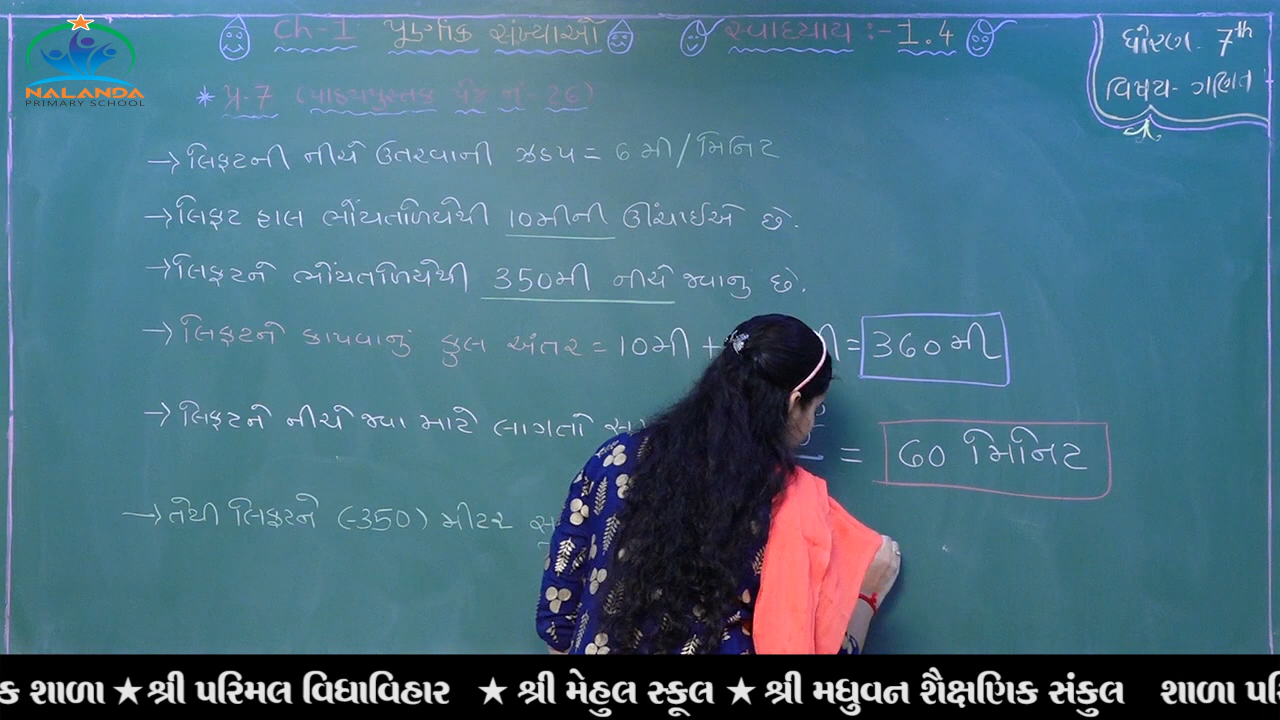 NALANDA
PRIMARY SCHOOL
Ch-1 પૂર્ણાંક સંખ્યાઓ સ્વાધ્યાય :- 1.4
ધોરણ. 7th
વિષય- ગણિત
* પ્ર-7 (પાઠ્યપુસ્તક પેજ નં- 26)
→ લિફ્ટની નીચે ઉતરવાની ઝડપ = 6 મી/મિનિટ
→ લિફ્ટ હાલ ભોંયતળિયેથી 10મીની ઊંચાઈએ છે.
→ લિફ્ટને ભોંયતળિયેથી 350મી નીચે જવાનું છે.
→ લિફ્ટને કાપવાનું કુલ અંતર = 10મી + = 360મી
→ લિફ્ટને નીચે જવા માટે લાગતો = 60 મિનિટ
→ તેથી લિફ્ટને (-350) મીટર
શાળા ★ શ્રી પરિમલ વિદ્યાવિહાર ★ શ્રી મેહુલ સ્કૂલ ★ શ્રી મધુવન શૈક્ષણિક સંકુલ શાળા